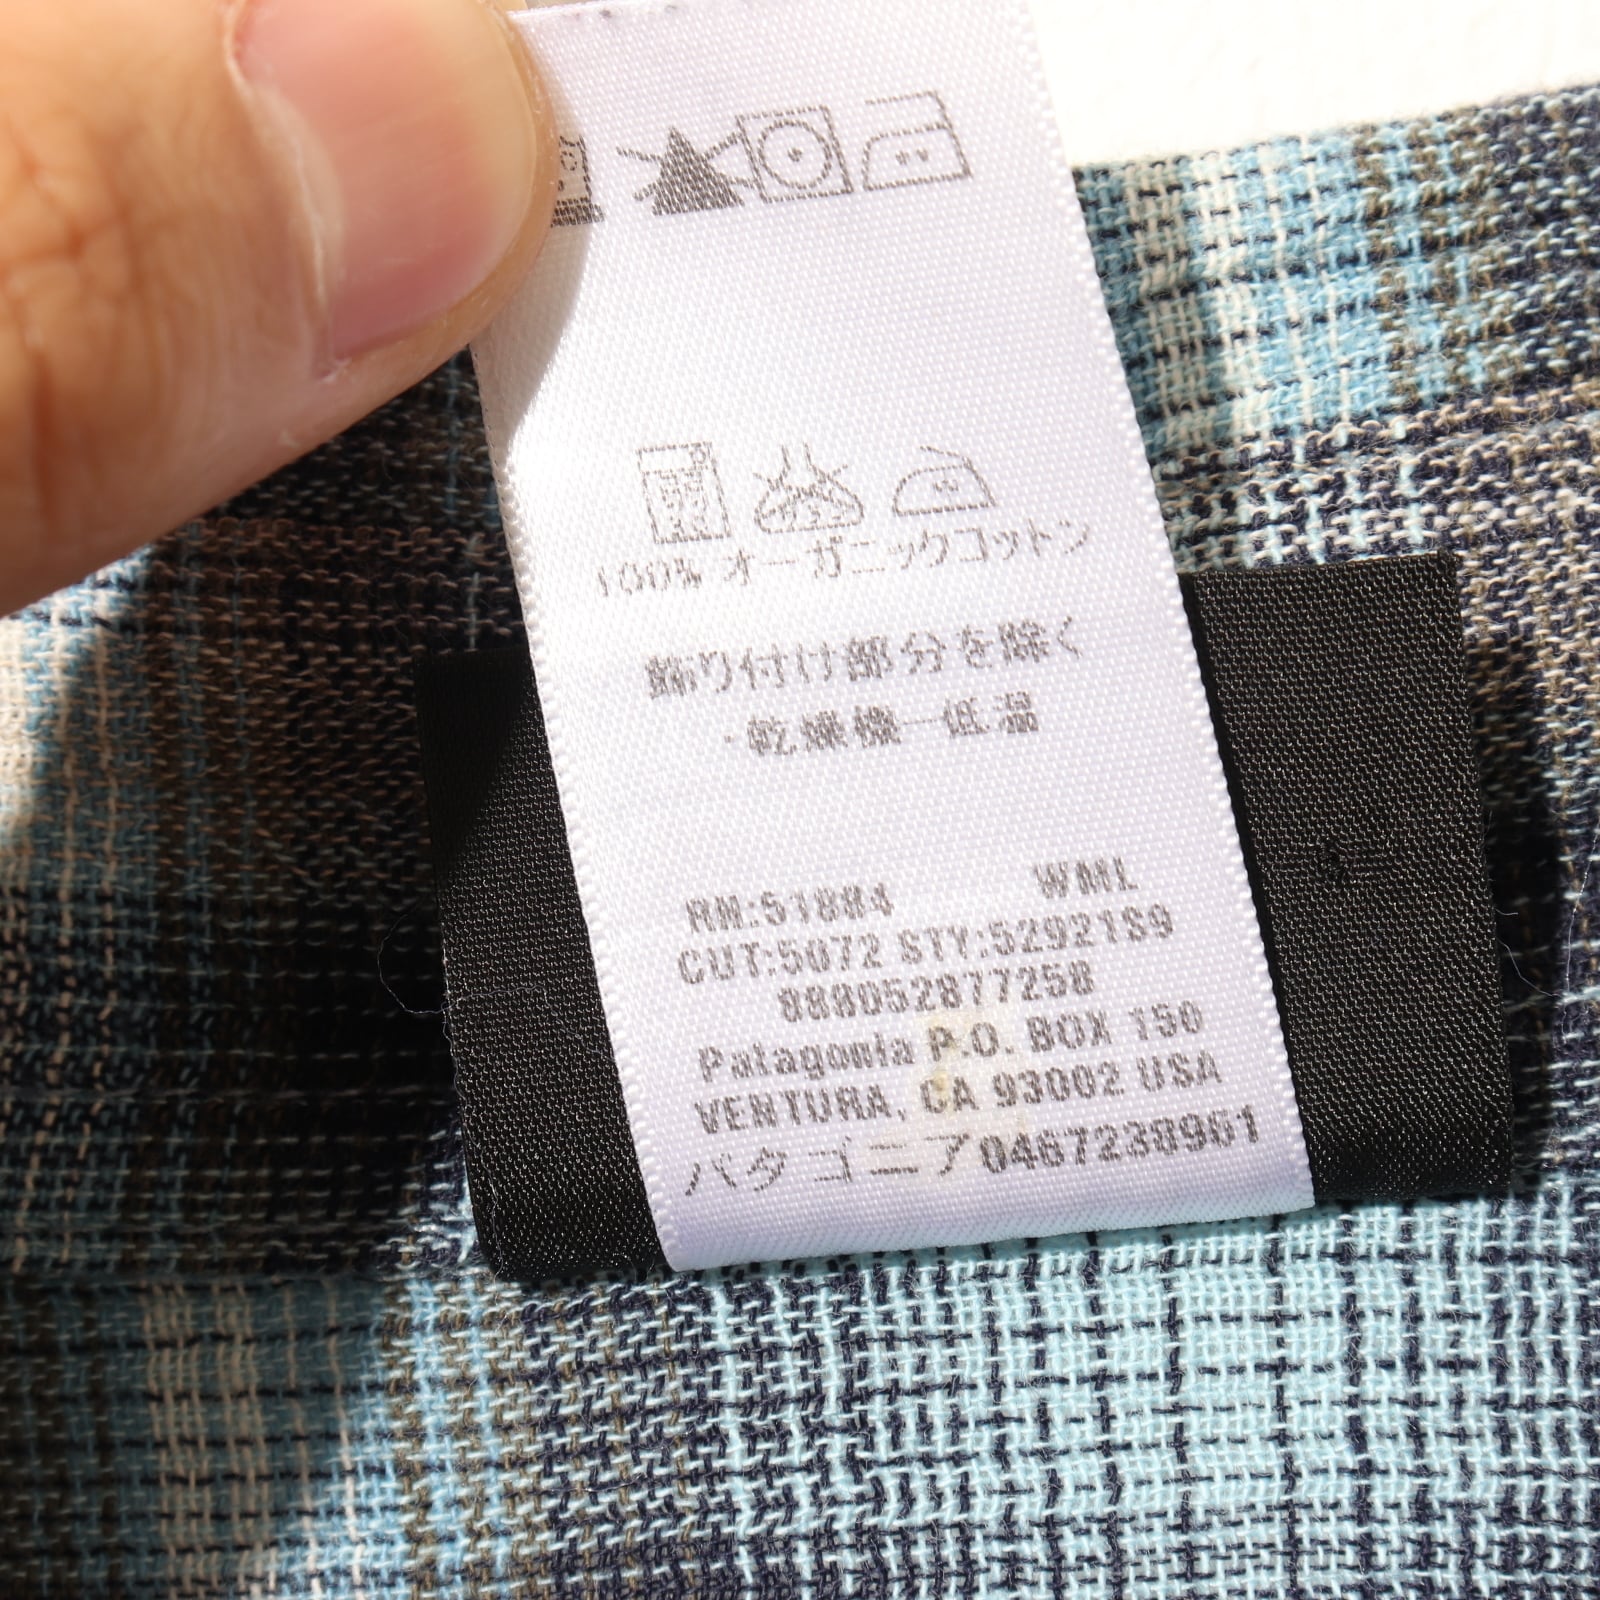 100% オーガニックコットン
飾り付け部分を除く
・乾燥機ー低温
RN:51884 WML
CUT:5072 STY:52921S9
888052877258
Patagonia P.O. BOX 150
VENTURA, CA 93002 USA
パタゴニア0467238961